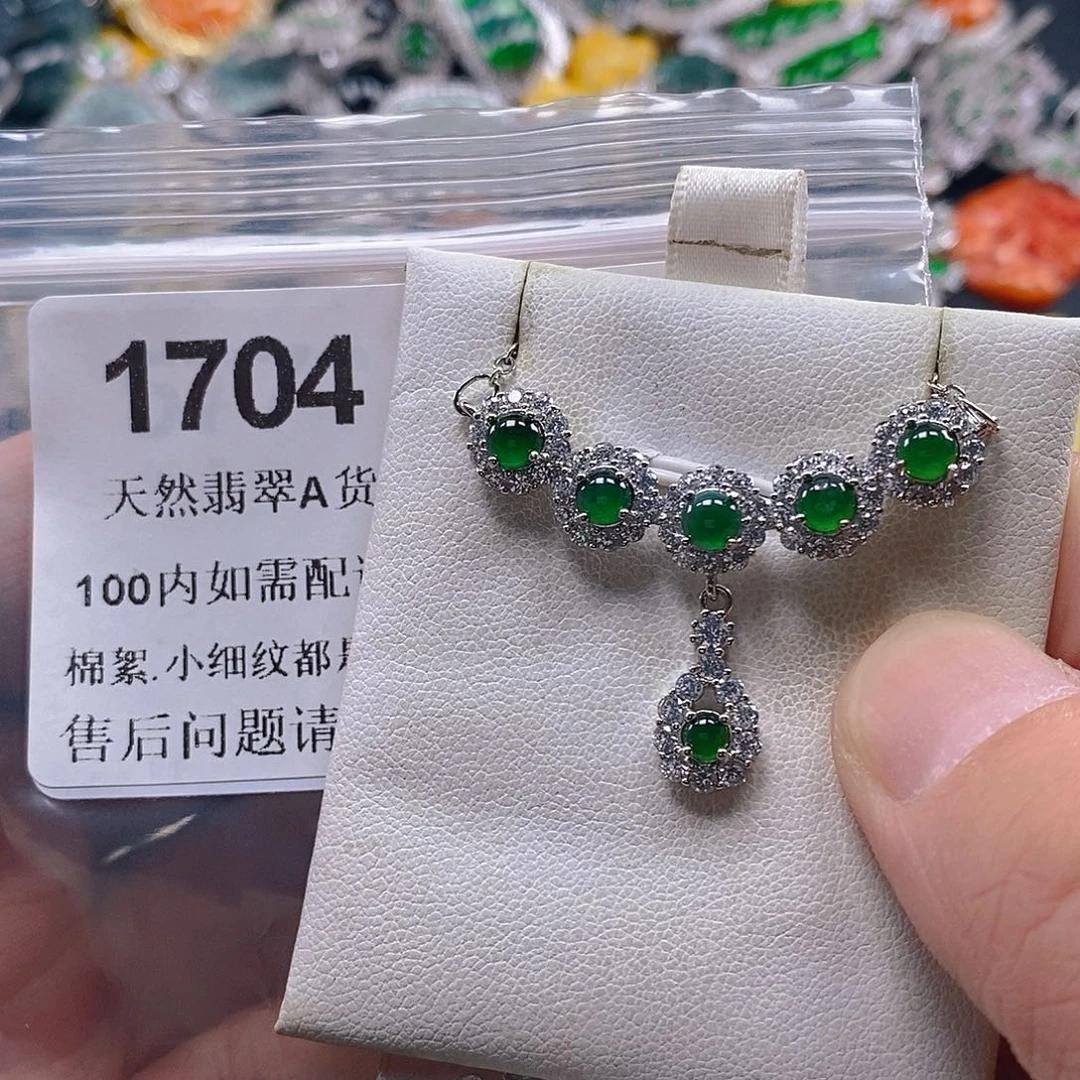 1704
天然翡翠A货
100内如需配
棉絮.小细纹都
售后问题请